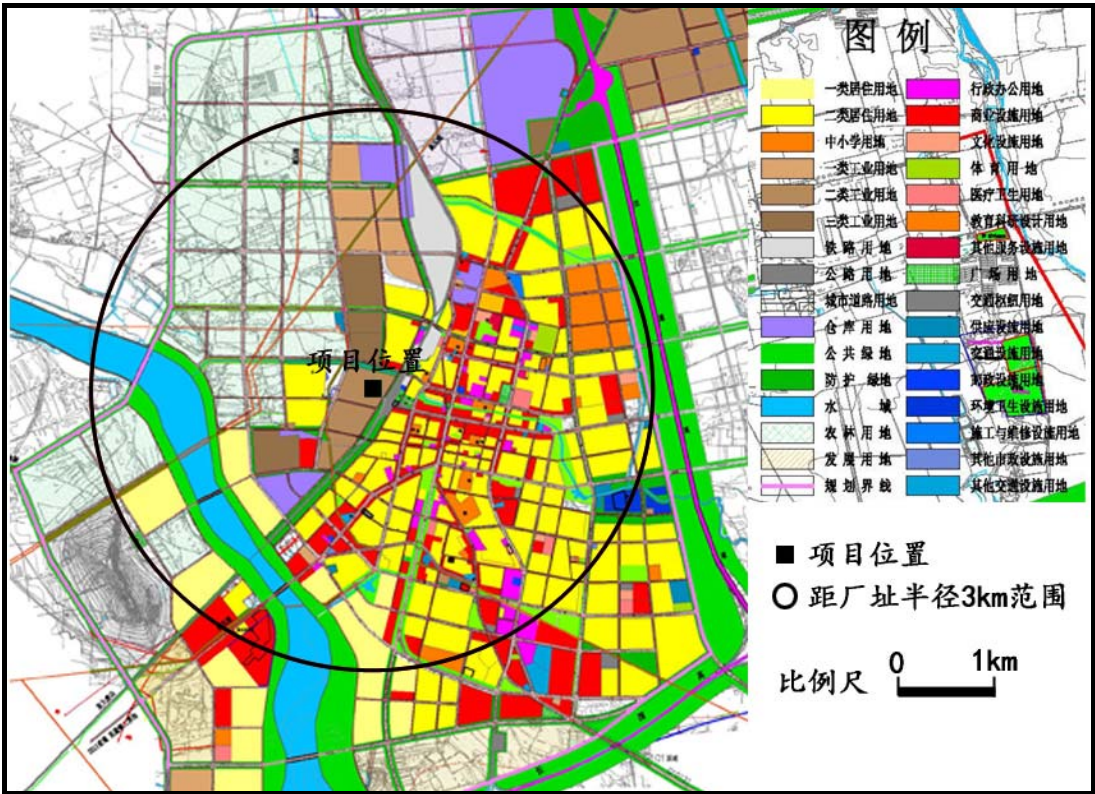 图例
一类居住用地
行政办公用地
二类居住用地
商业设施用地
中小学用地
文化设施用地
一类工业用地
体育用地
二类工业用地
医疗卫生用地
三类工业用地
教育科研设计用地
铁路用地
其他服务设施用地
公路用地
广场用地
城市道路用地
交通枢纽用地
仓库用地
供应设施用地
公共绿地
交通设施用地
防护绿地
邮政设施用地
水域
环境卫生设施用地
农林用地
施工与维修设施用地
发展用地
其他市政设施用地
规划界线
其他交通设施用地
项目位置
■ 项目位置
○ 距厂址半径3km范围
比例尺 0 1km